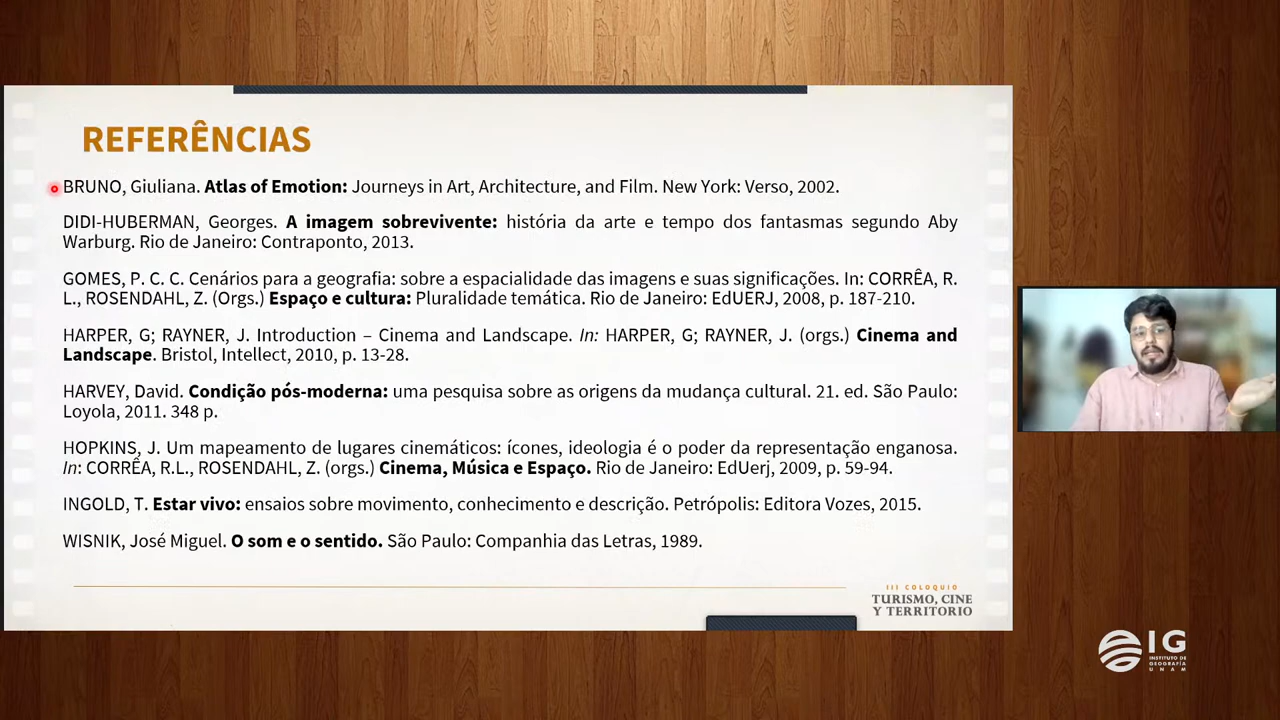 REFERÊNCIAS
BRUNO, Giuliana. Atlas of Emotion: Journeys in Art, Architecture, and Film. New York: Verso, 2002.
DIDI-HUBERMAN, Georges. A imagem sobrevivente: história da arte e tempo dos fantasmas segundo Aby
Warburg. Rio de Janeiro: Contraponto, 2013.
GOMES, P. C. C. Cenários para a geografia: sobre a espacialidade das imagens e suas significações. In: CORRÊA, R.
L., ROSENDAHL, Z. (Orgs.) Espaço e cultura: Pluralidade temática. Rio de Janeiro: EdUERJ, 2008, p. 187-210.
HARPER, G; RAYNER, J. Introduction – Cinema and Landscape. In: HARPER, G; RAYNER, J. (orgs.) Cinema and
Landscape. Bristol, Intellect, 2010, p. 13-28.
HARVEY, David. Condição pós-moderna: uma pesquisa sobre as origens da mudança cultural. 21. ed. São Paulo:
Loyola, 2011. 348 p.
HOPKINS, J. Um mapeamento de lugares cinemáticos: ícones, ideologia é o poder da representação enganosa.
In: CORRÊA, R.L., ROSENDAHL, Z. (orgs.) Cinema, Música e Espaço. Rio de Janeiro: EdUerj, 2009, p. 59-94.
INGOLD, T. Estar vivo: ensaios sobre movimento, conhecimento e descrição. Petrópolis: Editora Vozes, 2015.
WISNIK, José Miguel. O som e o sentido. São Paulo: Companhia das Letras, 1989.
III COLOQUIO
TURISMO, CINE
Y TERRITORIO
IG
INSTITUTO DE
GEOGRAFÍA
UNAM